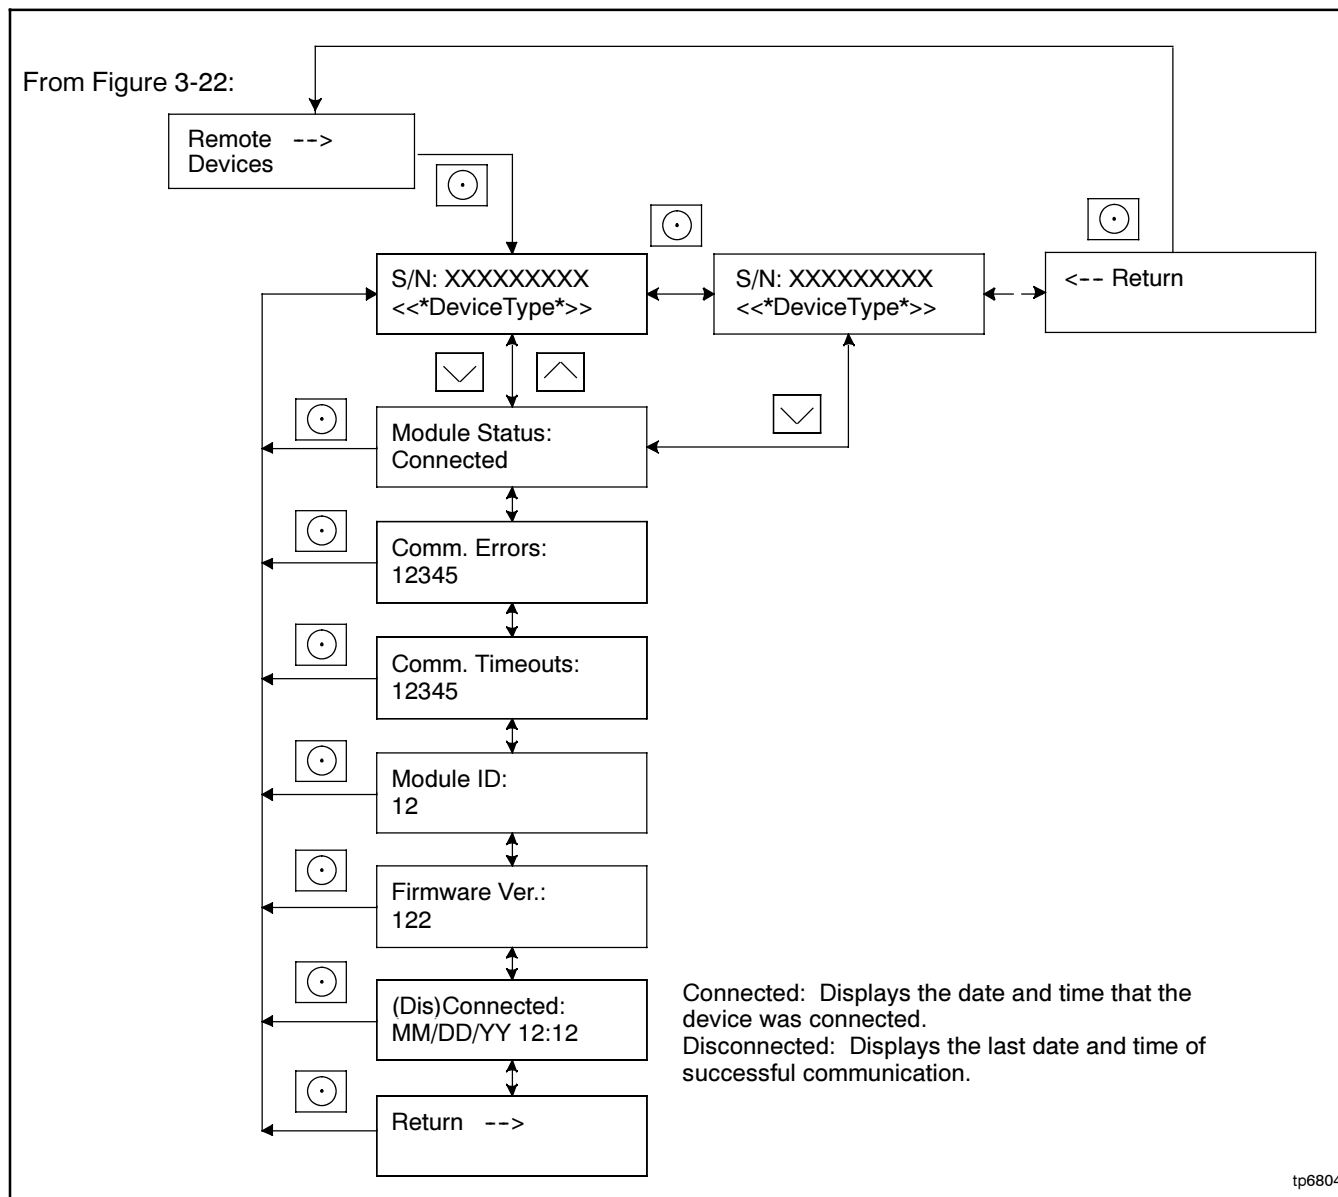 From Figure 3-22:
Remote -->
Devices
S/N: XXXXXXXXX
<<*DeviceType*>>
S/N: XXXXXXXXX
<<*DeviceType*>>
<-- Return
Module Status:
Connected
Comm. Errors:
12345
Comm. Timeouts:
12345
Module ID:
12
Firmware Ver.:
122
(Dis)Connected:
MM/DD/YY 12:12
Connected: Displays the date and time that the
device was connected.
Disconnected: Displays the last date and time of
successful communication.
Return -->
tp6804